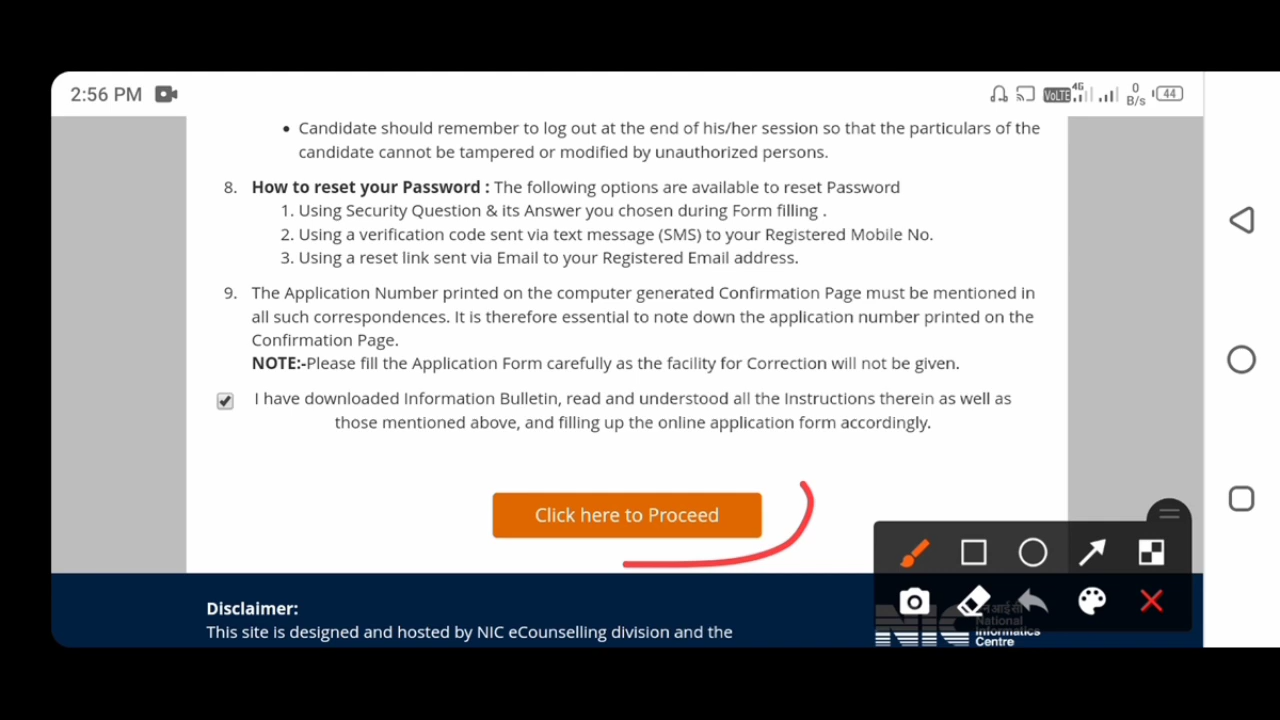 2:56 PM
VoLTE 4G 0 B/s 44
• Candidate should remember to log out at the end of his/her session so that the particulars of the
candidate cannot be tampered or modified by unauthorized persons.
8. How to reset your Password : The following options are available to reset Password
1. Using Security Question & its Answer you chosen during Form filling .
2. Using a verification code sent via text message (SMS) to your Registered Mobile No.
3. Using a reset link sent via Email to your Registered Email address.
9. The Application Number printed on the computer generated Confirmation Page must be mentioned in
all such correspondences. It is therefore essential to note down the application number printed on the
Confirmation Page.
NOTE:-Please fill the Application Form carefully as the facility for Correction will not be given.
I have downloaded Information Bulletin, read and understood all the Instructions therein as well as
those mentioned above, and filling up the online application form accordingly.
Click here to Proceed
Disclaimer:
This site is designed and hosted by NIC eCounselling division and the
NIC
एनआईसी
National
Informatics
Centre